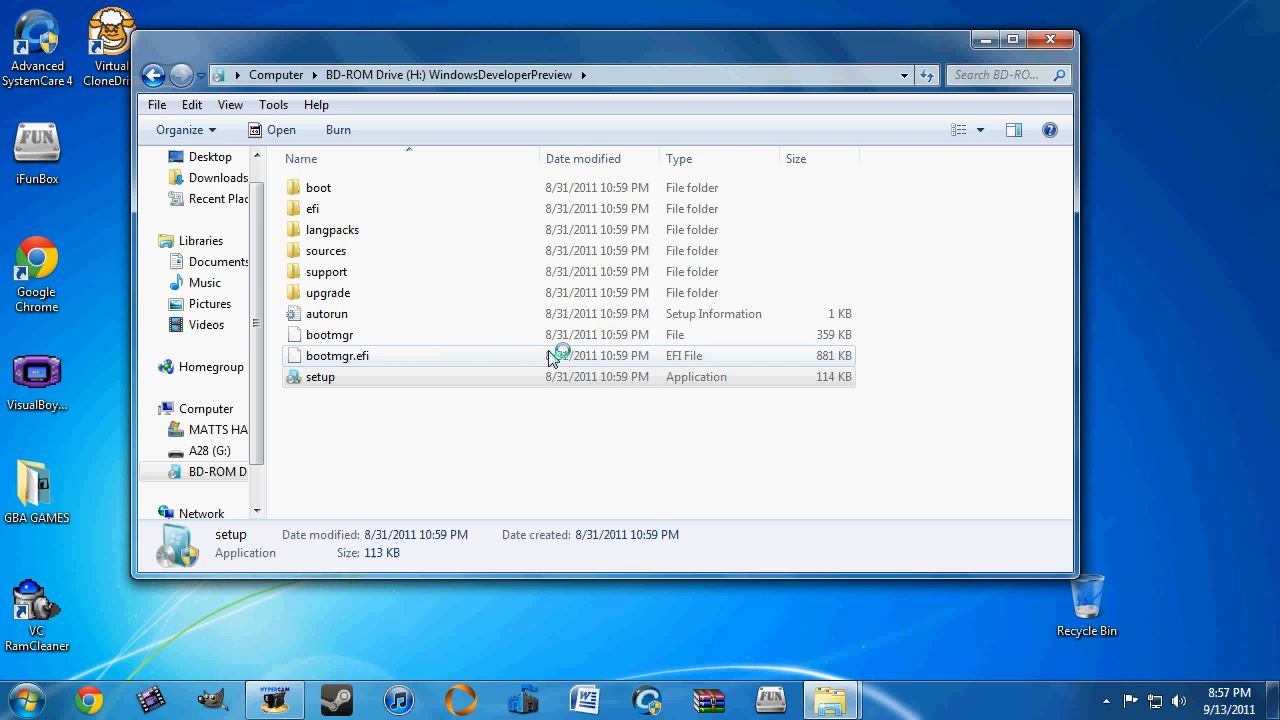 Advanced
SystemCare 4
Virtual
CloneDri
Computer BD-ROM Drive (H:) WindowsDeveloperPreview
Search BD-RO...
File Edit View Tools Help
Organize Open Burn
Name Date modified Type Size
Desktop
Downloads
Recent Plac
Libraries
Documents
Music
Pictures
Videos
Homegroup
Computer
MATTS HA
A28 (G:)
BD-ROM D
Network
boot 8/31/2011 10:59 PM File folder
efi 8/31/2011 10:59 PM File folder
langpacks 8/31/2011 10:59 PM File folder
sources 8/31/2011 10:59 PM File folder
support 8/31/2011 10:59 PM File folder
upgrade 8/31/2011 10:59 PM File folder
autorun 8/31/2011 10:59 PM Setup Information 1 KB
bootmgr 8/31/2011 10:59 PM File 359 KB
bootmgr.efi 10:59 PM EFI File 881 KB
setup 8/31/2011 10:59 PM Application 114 KB
setup Date modified: 8/31/2011 10:59 PM Date created: 8/31/2011 10:59 PM
Application Size: 113 KB
FUN
iFunBox
Google
Chrome
VisualBoy...
GBA GAMES
VC
RamCleaner
Recycle Bin
HYPERCAM
FUN
8:57 PM
9/13/2011